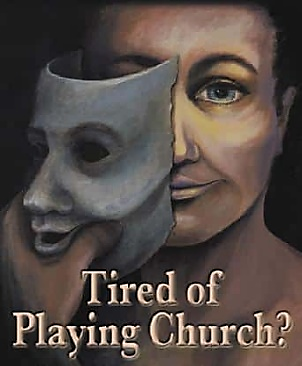 Tired of
Playing Church?